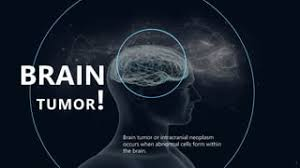 BRAIN
TUMOR!
Brain tumor or intracranial neoplasm
occurs when abnormal cells form within
the brain.